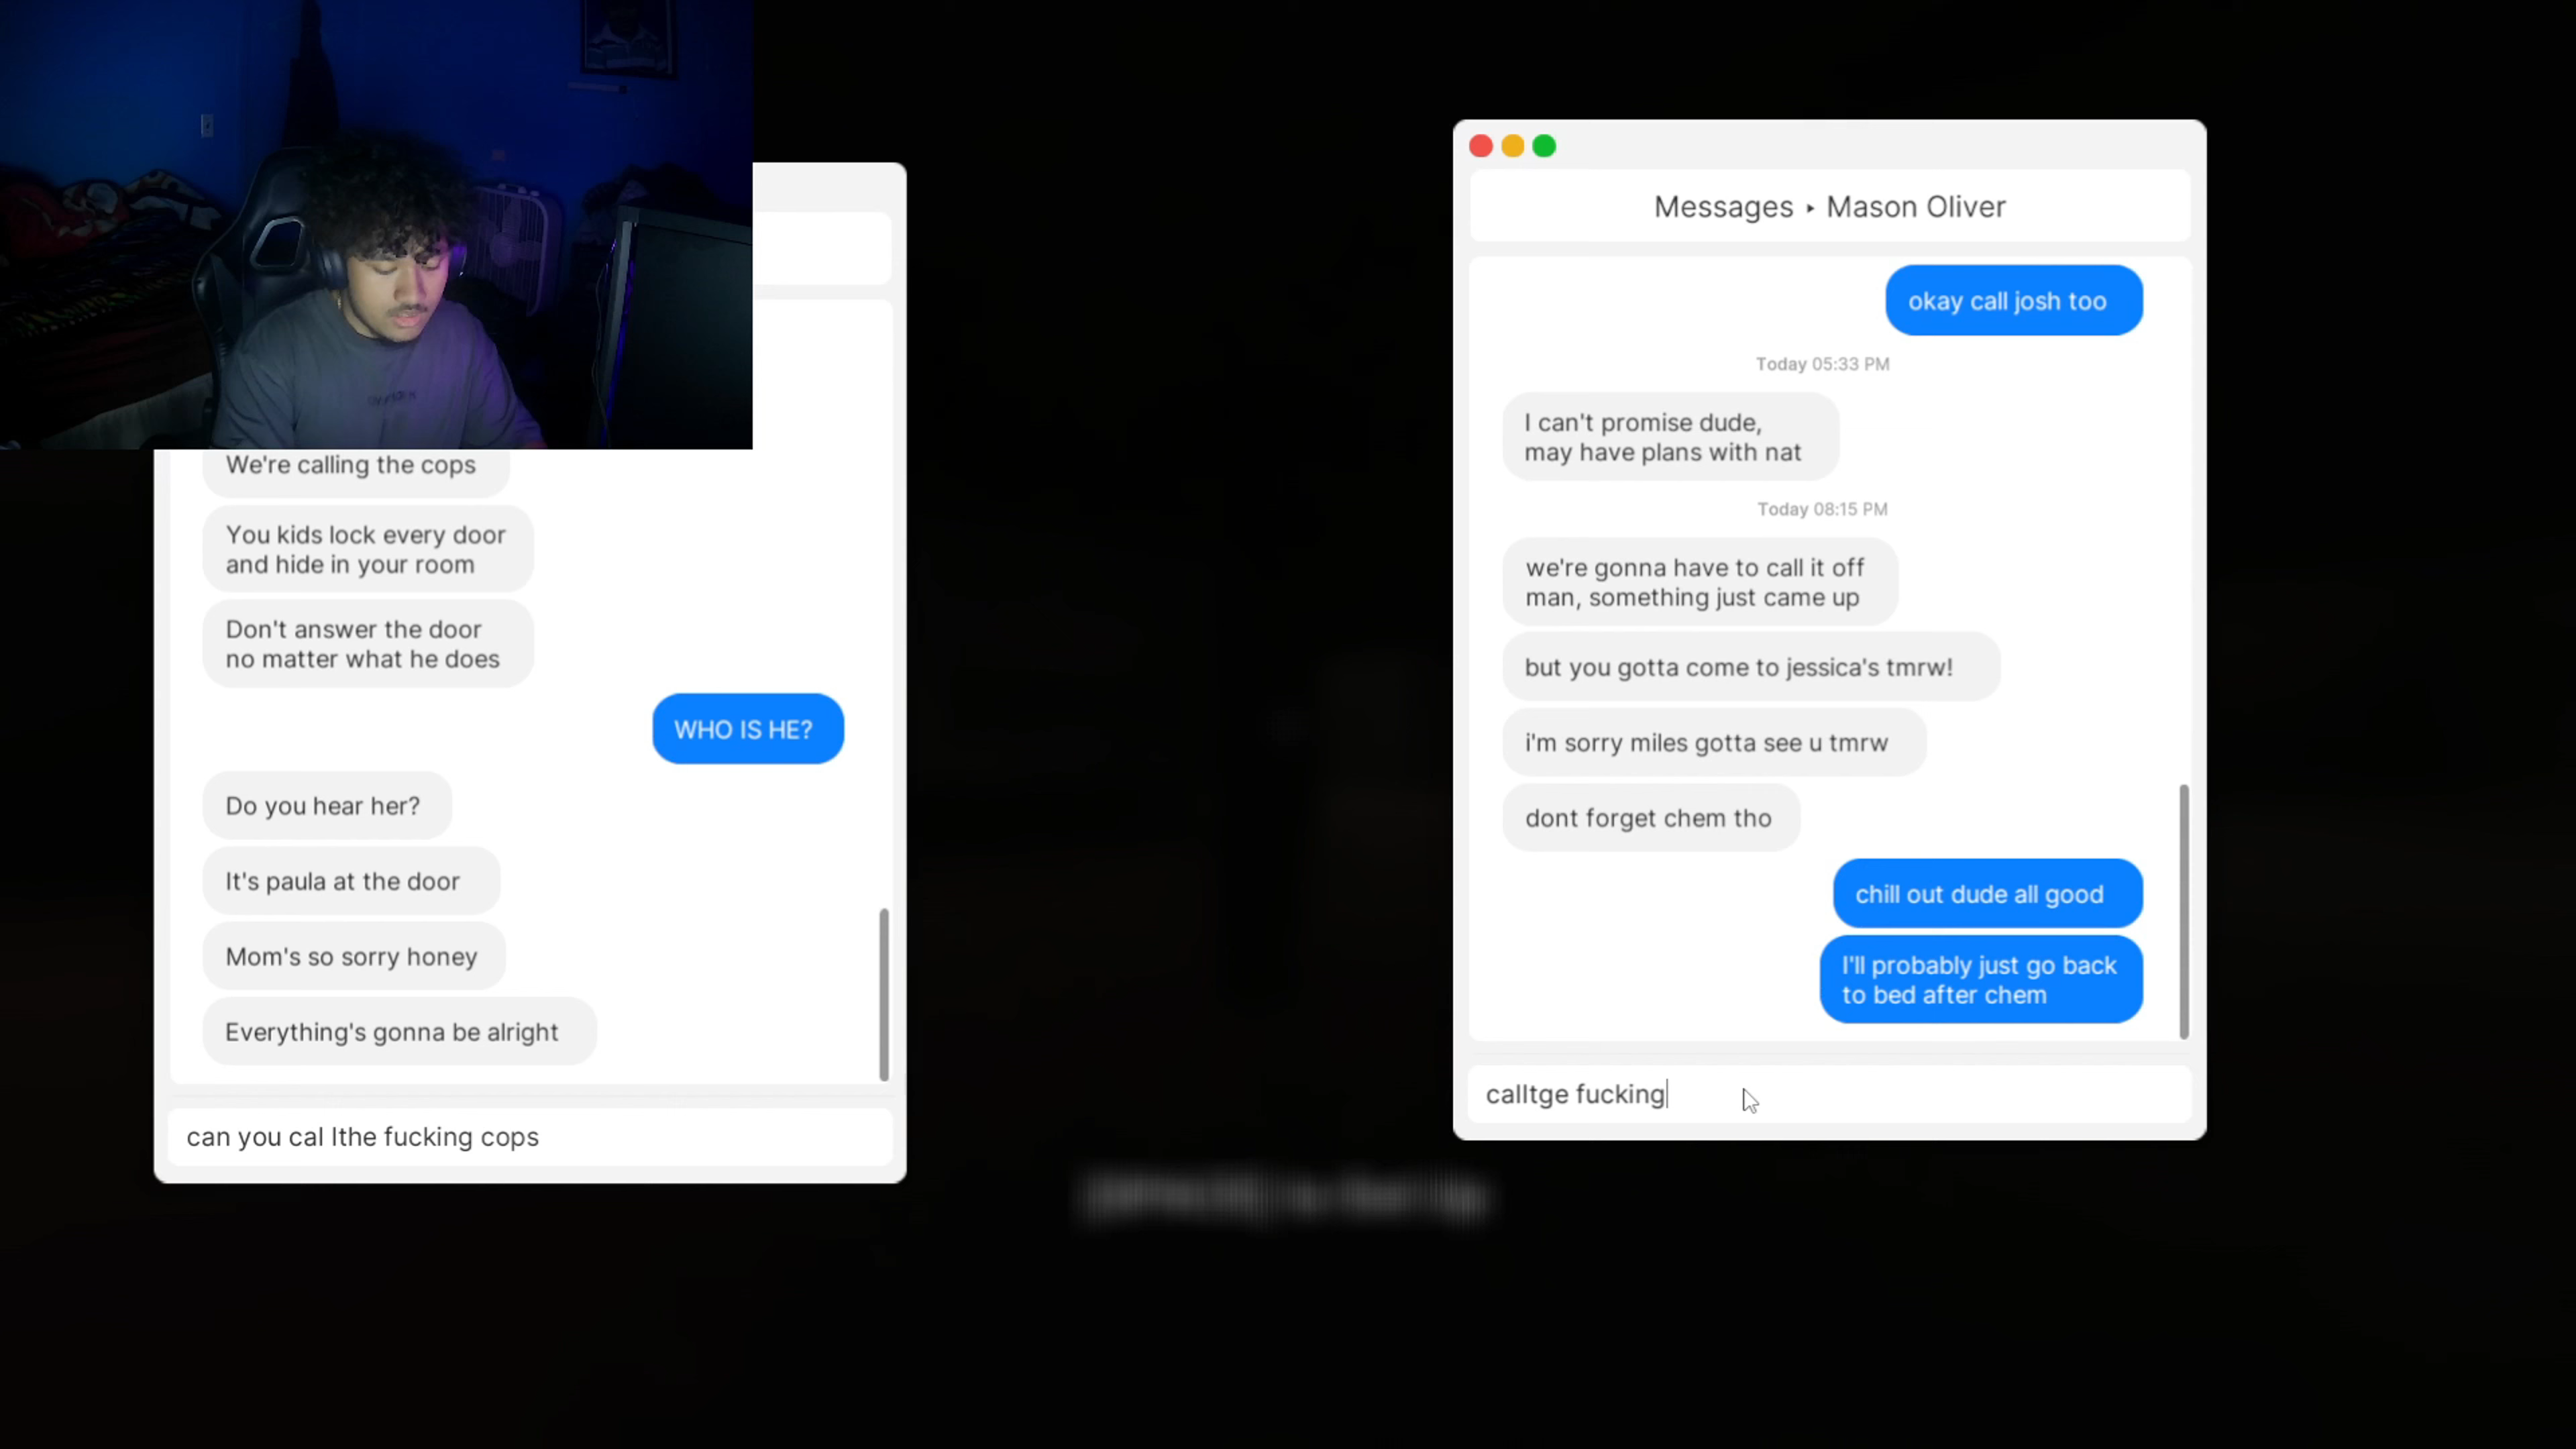 We're calling the cops
You kids lock every door
and hide in your room
Don't answer the door
no matter what he does
WHO IS HE?
Do you hear her?
It's paula at the door
Mom's so sorry honey
Everything's gonna be alright
can you cal lthe fucking cops
Messages ▸ Mason Oliver
okay call josh too
Today 05:33 PM
I can't promise dude,
may have plans with nat
Today 08:15 PM
we're gonna have to call it off
man, something just came up
but you gotta come to jessica's tmrw!
i'm sorry miles gotta see u tmrw
dont forget chem tho
chill out dude all good
I'll probably just go back
to bed after chem
calltge fucking